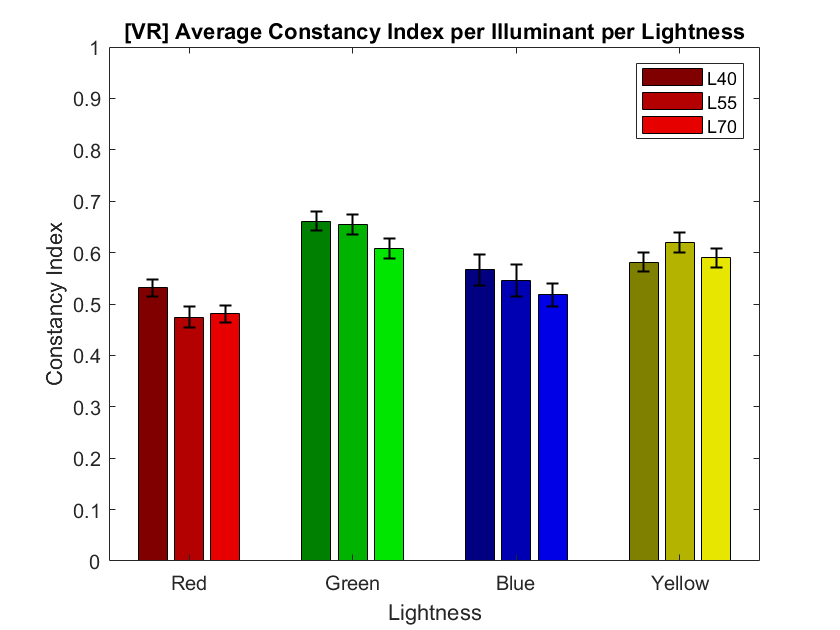 [VR] Average Constancy Index per Illuminant per Lightness
1
0.9
0.8
0.7
0.6
0.5
0.4
0.3
0.2
0.1
0
Constancy Index
L40
L55
L70
Red Green Blue Yellow
Lightness